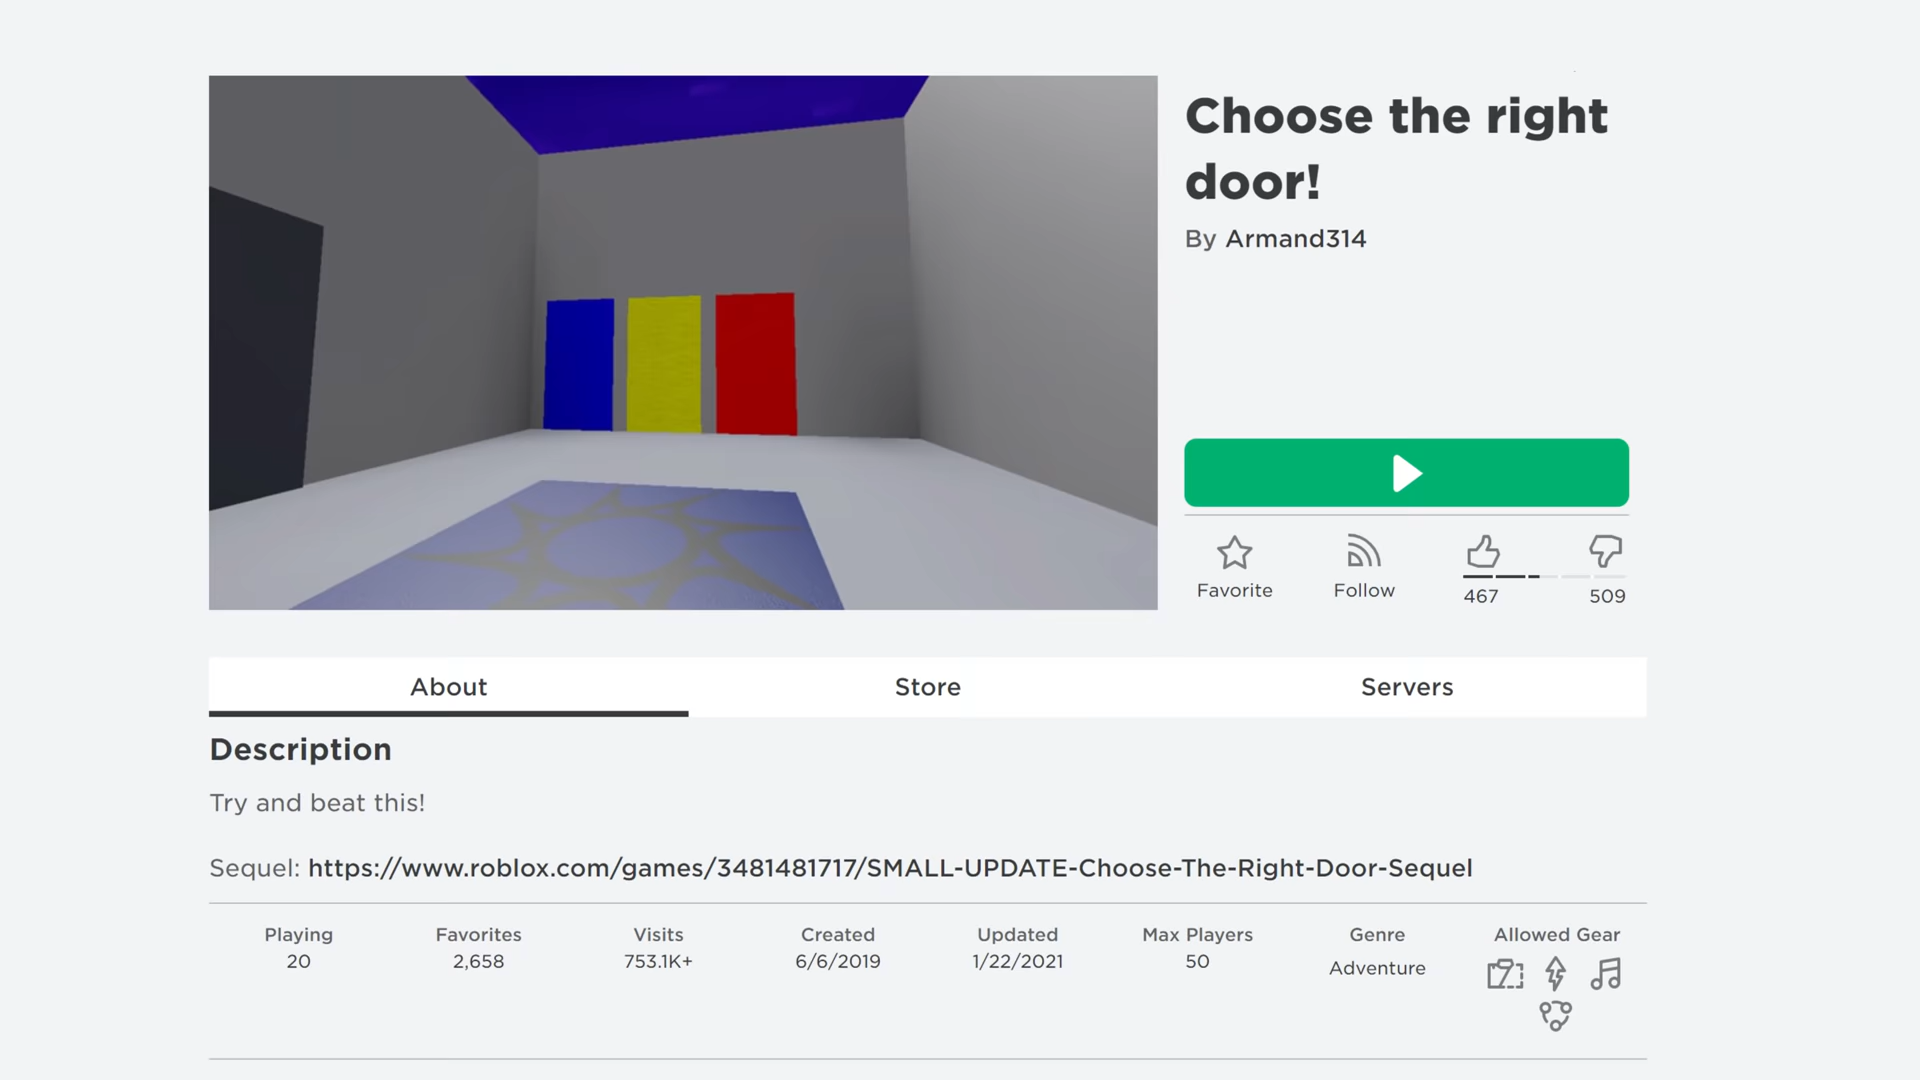 Choose the right
door!
By Armand314
Favorite
Follow
467
509
About
Store
Servers
Description
Try and beat this!
Sequel: https://www.roblox.com/games/3481481717/SMALL-UPDATE-Choose-The-Right-Door-Sequel
Playing
20
Favorites
2,658
Visits
753.1K+
Created
6/6/2019
Updated
1/22/2021
Max Players
50
Genre
Adventure
Allowed Gear